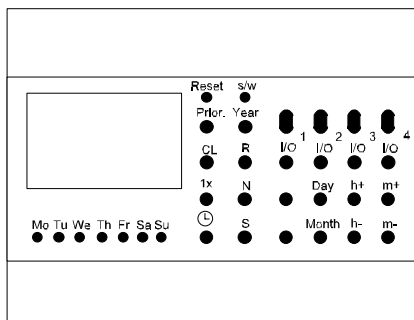 Reset s/w
Prior. Year
1 2 3 4
CL R I/O I/O I/O I/O
1x N Day h+ m+
Mo Tu We Th Fr Sa Su S Month h- m-